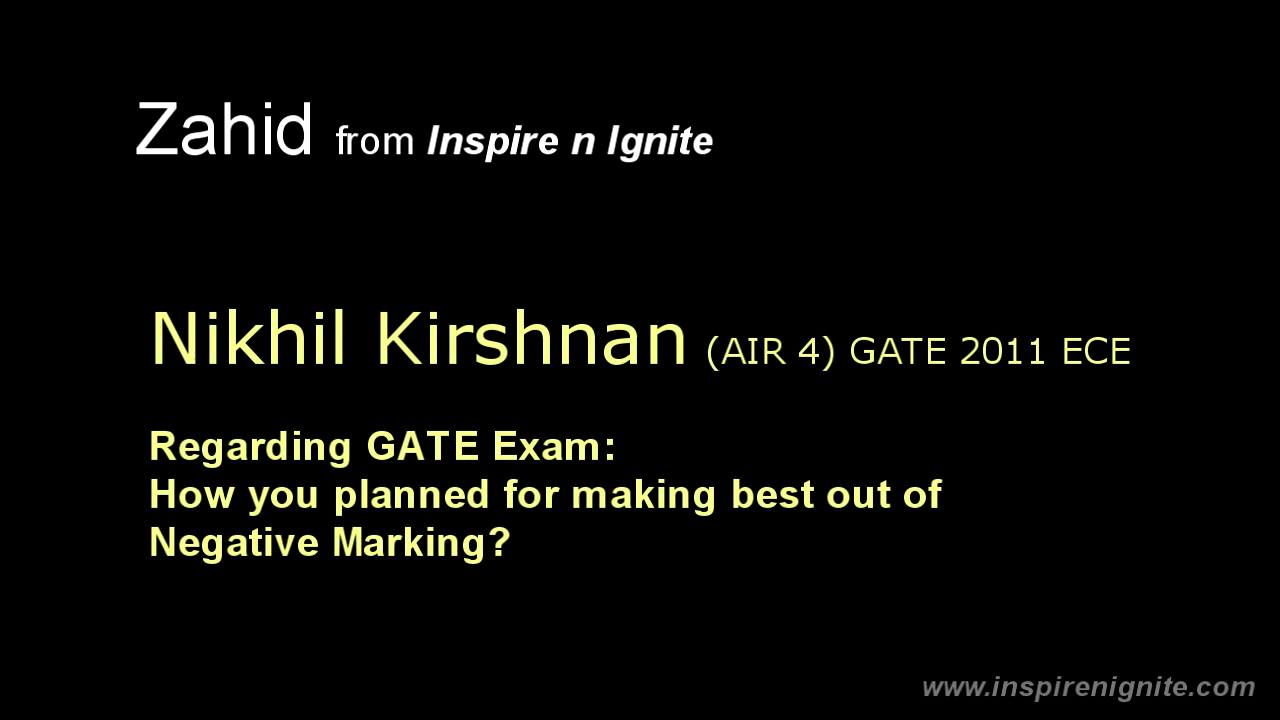 Zahid from Inspire n Ignite
Nikhil Kirshnan (AIR 4) GATE 2011 ECE
Regarding GATE Exam:
How you planned for making best out of
Negative Marking?
www.inspirenignite.com